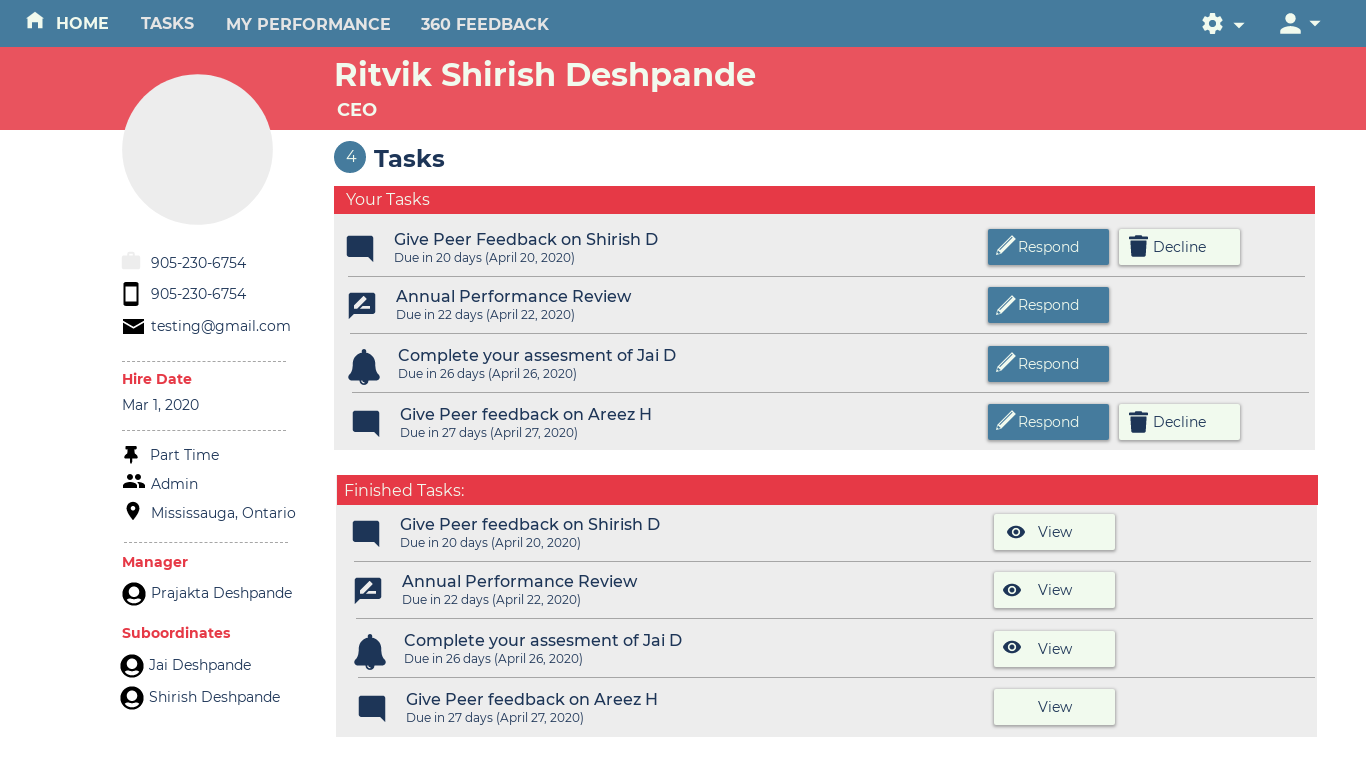 HOME TASKS MY PERFORMANCE 360 FEEDBACK
Ritvik Shirish Deshpande
CEO
905-230-6754
905-230-6754
testing@gmail.com
Hire Date
Mar 1, 2020
Part Time
Admin
Mississauga, Ontario
Manager
Prajakta Deshpande
Suboordinates
Jai Deshpande
Shirish Deshpande
4 Tasks
Your Tasks
Give Peer Feedback on Shirish D
Due in 20 days (April 20, 2020)
Respond Decline
Annual Performance Review
Due in 22 days (April 22, 2020)
Respond
Complete your assesment of Jai D
Due in 26 days (April 26, 2020)
Respond
Give Peer feedback on Areez H
Due in 27 days (April 27, 2020)
Respond Decline
Finished Tasks:
Give Peer feedback on Shirish D
Due in 20 days (April 20, 2020)
View
Annual Performance Review
Due in 22 days (April 22, 2020)
View
Complete your assesment of Jai D
Due in 26 days (April 26, 2020)
View
Give Peer feedback on Areez H
Due in 27 days (April 27, 2020)
View